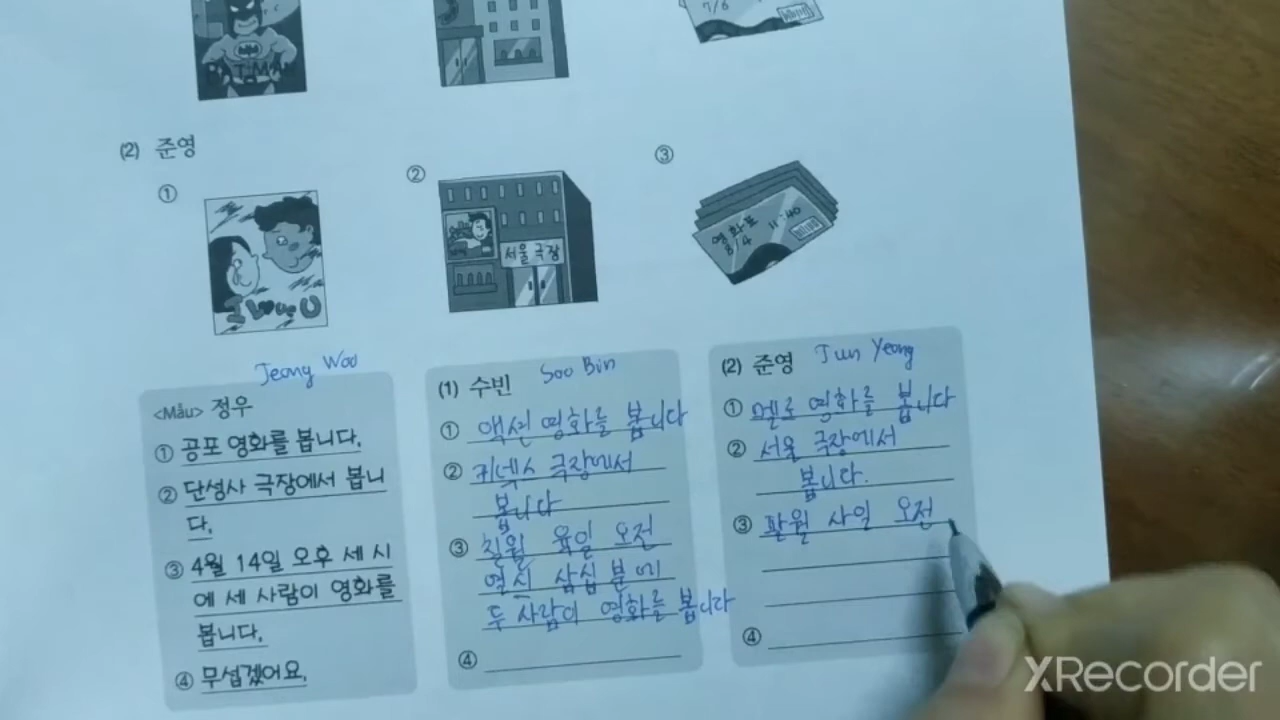 7/6
(2) 준영
①
②
③
서울 극장
영화표
8/4 11:40
I ♥ U
Jeong Woo
<Mẫu> 정우
① 공포 영화를 봅니다.
② 단성사 극장에서 봅니
다.
③ 4월 14일 오후 세 시
에 세 사람이 영화를
봅니다.
④ 무섭겠어요.
(1) 수빈 Soo Bin
① 액션 영화를 봅니다
② 키넥스 극장에서
봅니다
③ 칠월 육일 오전
열시 삼십 분에
두 사람이 영화를 봅니다
④
(2) 준영 Jun Yeong
① 멜로 영화를 봅니다
② 서울 극장에서
봅니다.
③ 팔월 사일 오전
④
XRecorder